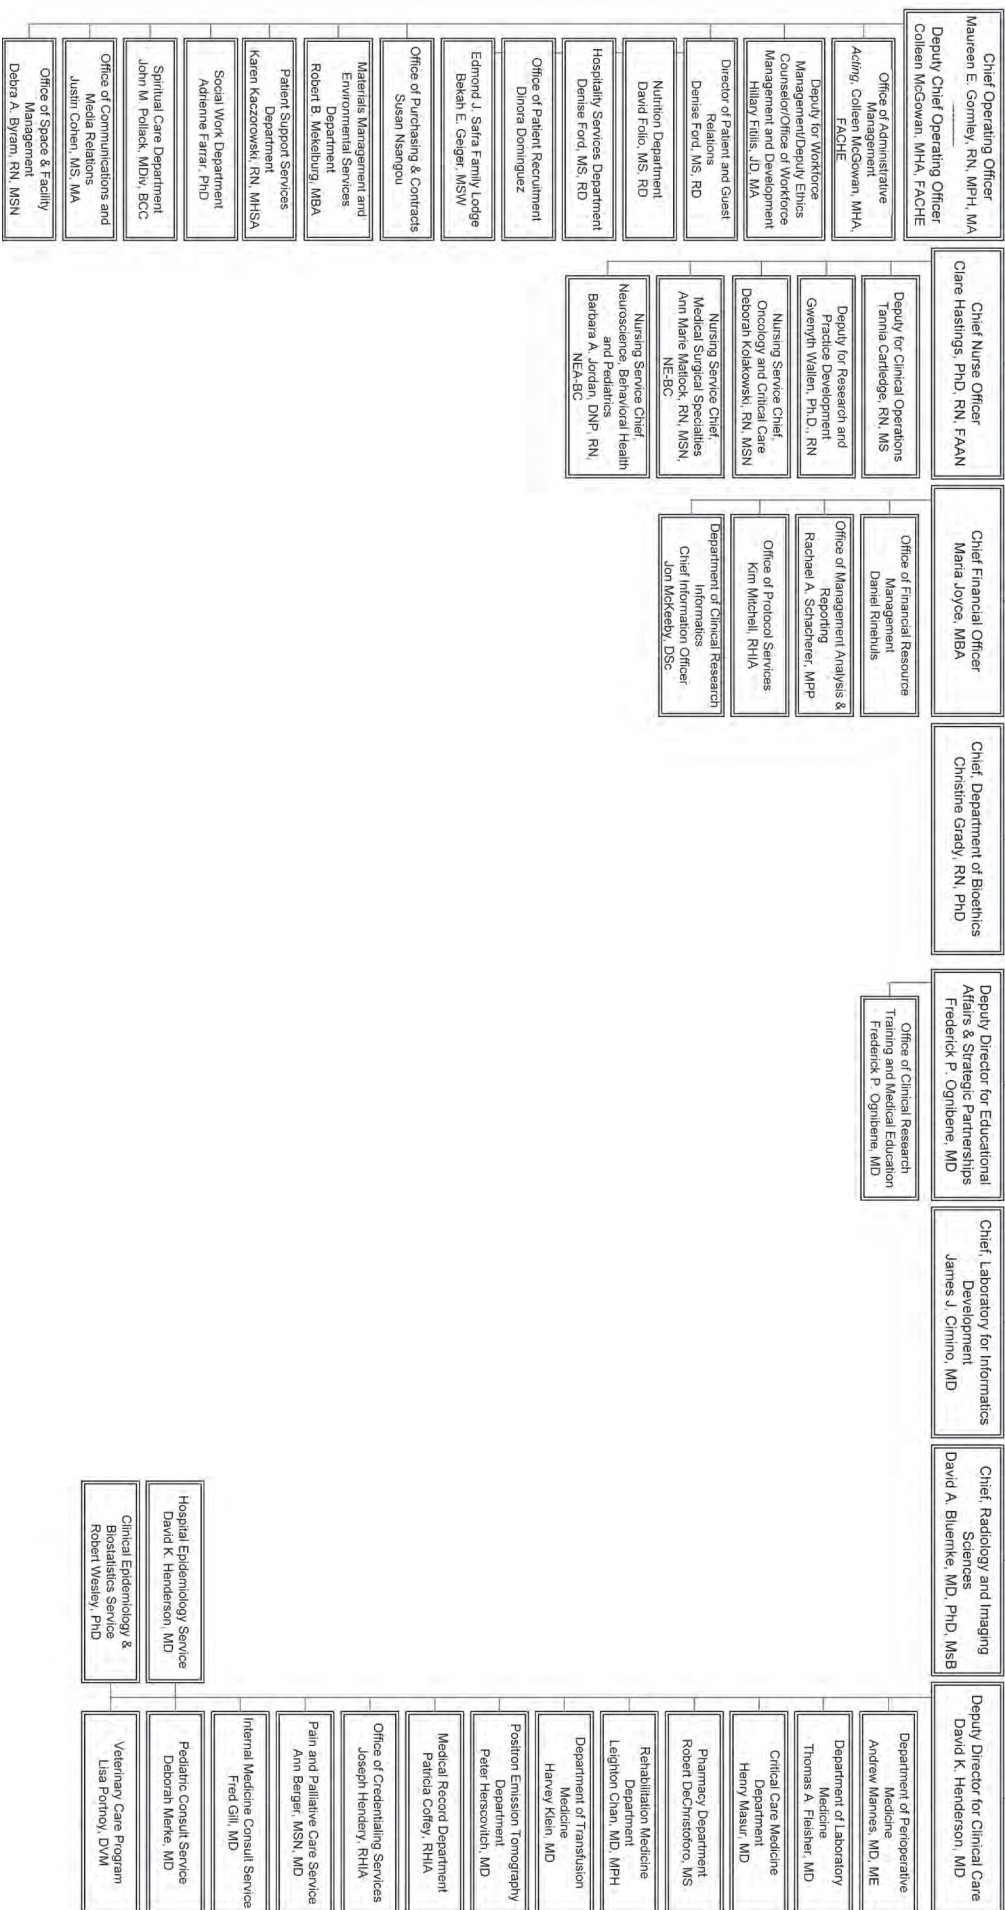 Chief Operating Officer
Maureen E. Gormley, RN, MPH, MA
Deputy Chief Operating Officer
Colleen McGowan, MHA, FACHE
Office of Administrative
Management
Acting, Colleen McGowan, MHA,
FACHE
Deputy for Workforce
Management/Deputy Ethics
Counselor/Office of Workforce
Management and Development
Hillary Fitilis, JD, MA
Director of Patient and Guest
Relations
Denise Ford, MS, RD
Nutrition Department
David Folio, MS, RD
Hospitality Services Department
Denise Ford, MS, RD
Office of Patient Recruitment
Dinora Dominguez
Edmond J. Safra Family Lodge
Bekah E. Geiger, MSW
Office of Purchasing & Contracts
Susan Nsangou
Materials Management and
Environmental Services
Department
Robert B. Mekelburg, MBA
Patient Support Services
Department
Karen Kaczorowski, RN, MHSA
Social Work Department
Adrienne Farrar, PhD
Spiritual Care Department
John M. Pollack, MDiv, BCC
Office of Communications and
Media Relations
Justin Cohen, MS, MA
Office of Space & Facility
Management
Debra A. Byram, RN, MSN
Chief Nurse Officer
Clare Hastings, PhD, RN, FAAN
Deputy for Clinical Operations
Tannia Cartledge, RN, MS
Deputy for Research and
Practice Development
Gwenyth Wallen, Ph.D., RN
Nursing Service Chief,
Oncology and Critical Care
Deborah Kolakowski, RN, MSN
Nursing Service Chief,
Medical Surgical Specialties
Ann Marie Matlock, RN, MSN,
NE-BC
Nursing Service Chief,
Neuroscience, Behavioral Health
and Pediatrics
Barbara A. Jordan, DNP, RN,
NEA-BC
Chief Financial Officer
Maria Joyce, MBA
Office of Financial Resource
Management
Daniel Rinehuls
Office of Management Analysis &
Reporting
Rachael A. Schacherer, MPP
Office of Protocol Services
Kim Mitchell, RHIA
Department of Clinical Research
Informatics
Chief Information Officer
Jon McKeeby, DSc
Chief, Department of Bioethics
Christine Grady, RN, PhD
Deputy Director for Educational
Affairs & Strategic Partnerships
Frederick P. Ognibene, MD
Office of Clinical Research
Training and Medical Education
Frederick P. Ognibene, MD
Chief, Laboratory for Informatics
Development
James J. Cimino, MD
Chief, Radiology and Imaging
Sciences
David A. Bluemke, MD, PhD, MsB
Deputy Director for Clinical Care
David K. Henderson, MD
Department of Perioperative
Medicine
Andrew Mannes, MD, ME
Department of Laboratory
Medicine
Thomas A. Fleisher, MD
Critical Care Medicine
Department
Henry Masur, MD
Pharmacy Department
Robert DeChristoforo, MS
Rehabilitation Medicine
Department
Leighton Chan, MD, MPH
Department of Transfusion
Medicine
Harvey Klein, MD
Positron Emission Tomography
Department
Peter Herscovitch, MD
Medical Record Department
Patricia Coffey, RHIA
Office of Credentialing Services
Joseph Hendery, RHIA
Pain and Palliative Care Service
Ann Berger, MSN, MD
Internal Medicine Consult Service
Fred Gill, MD
Hospital Epidemiology Service
David K. Henderson, MD
Pediatric Consult Service
Deborah Merke, MD
Clinical Epidemiology &
Biostatistics Service
Robert Wesley, PhD
Veterinary Care Program
Lisa Portnoy, DVM